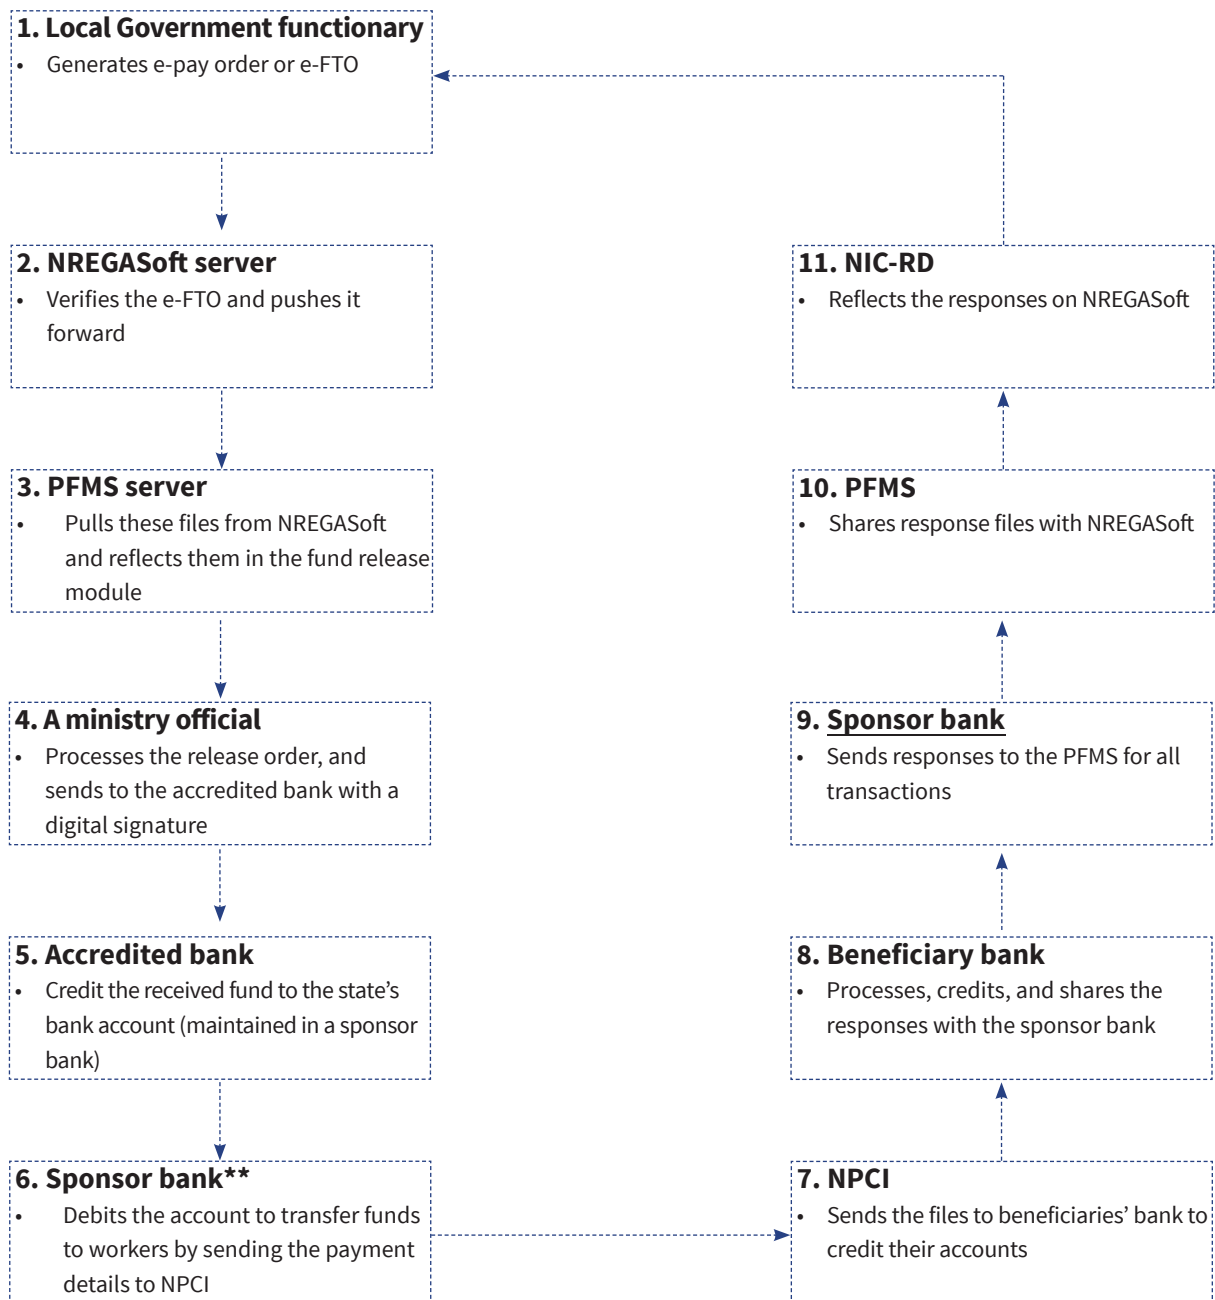 1. Local Government functionary
• Generates e-pay order or e-FTO
2. NREGASoft server
• Verifies the e-FTO and pushes it
forward
3. PFMS server
• Pulls these files from NREGASoft
and reflects them in the fund release
module
4. A ministry official
• Processes the release order, and
sends to the accredited bank with a
digital signature
5. Accredited bank
• Credit the received fund to the state’s
bank account (maintained in a sponsor
bank)
6. Sponsor bank**
• Debits the account to transfer funds
to workers by sending the payment
details to NPCI
7. NPCI
• Sends the files to beneficiaries’ bank to
credit their accounts
8. Beneficiary bank
• Processes, credits, and shares the
responses with the sponsor bank
9. Sponsor bank
• Sends responses to the PFMS for all
transactions
10. PFMS
• Shares response files with NREGASoft
11. NIC-RD
• Reflects the responses on NREGASoft